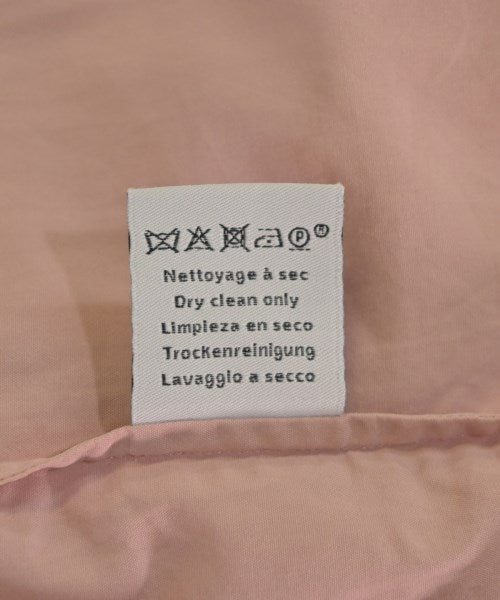 P
Nettoyage à sec
Dry clean only
Limpieza en seco
Trockenreinigung
Lavaggio a secco